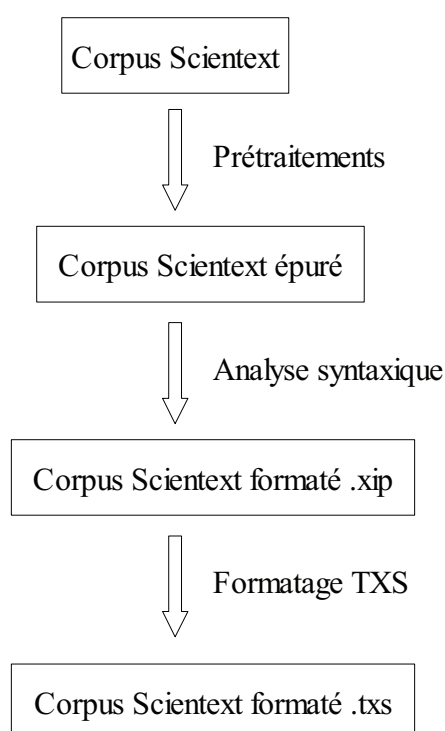 Corpus Scientext
Prétraitements
Corpus Scientext épuré
Analyse syntaxique
Corpus Scientext formaté .xip
Formatage TXS
Corpus Scientext formaté .txs